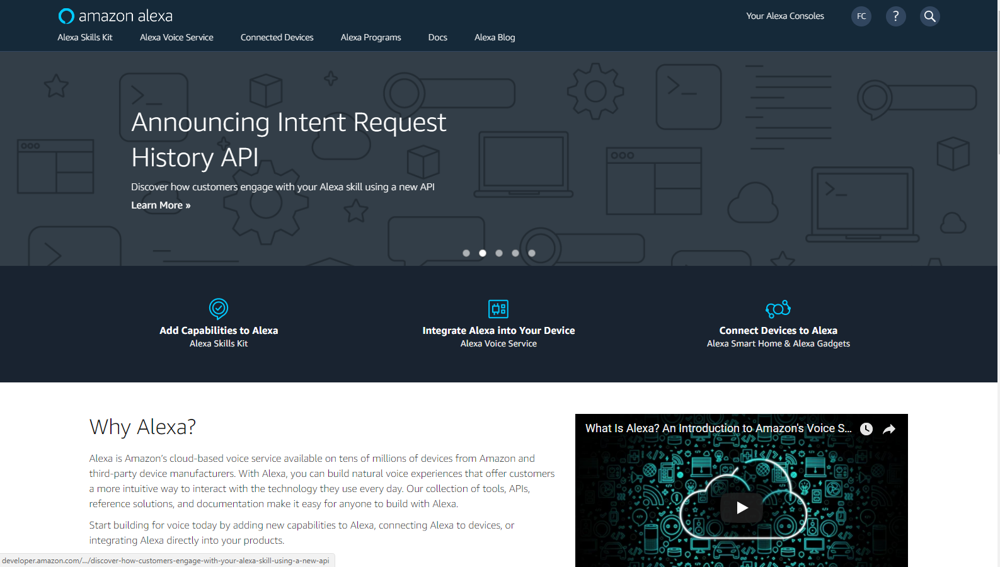 amazon alexa
Your Alexa Consoles
FC
?
Alexa Skills Kit
Alexa Voice Service
Connected Devices
Alexa Programs
Docs
Alexa Blog
Announcing Intent Request
History API
Discover how customers engage with your Alexa skill using a new API
Learn More »
Add Capabilities to Alexa
Alexa Skills Kit
Integrate Alexa into Your Device
Alexa Voice Service
Connect Devices to Alexa
Alexa Smart Home & Alexa Gadgets
Why Alexa?
Alexa is Amazon's cloud-based voice service available on tens of millions of devices from Amazon and
third-party device manufacturers. With Alexa, you can build natural voice experiences that offer customers
a more intuitive way to interact with the technology they use every day. Our collection of tools, APIs,
reference solutions, and documentation make it easy for anyone to build with Alexa.
Start building for voice today by adding new capabilities to Alexa, connecting Alexa to devices, or
integrating Alexa directly into your products.
What Is Alexa? An Introduction to Amazon's Voice S...
developer.amazon.com/.../discover-how-customers-engage-with-your-alexa-skill-using-a-new-api